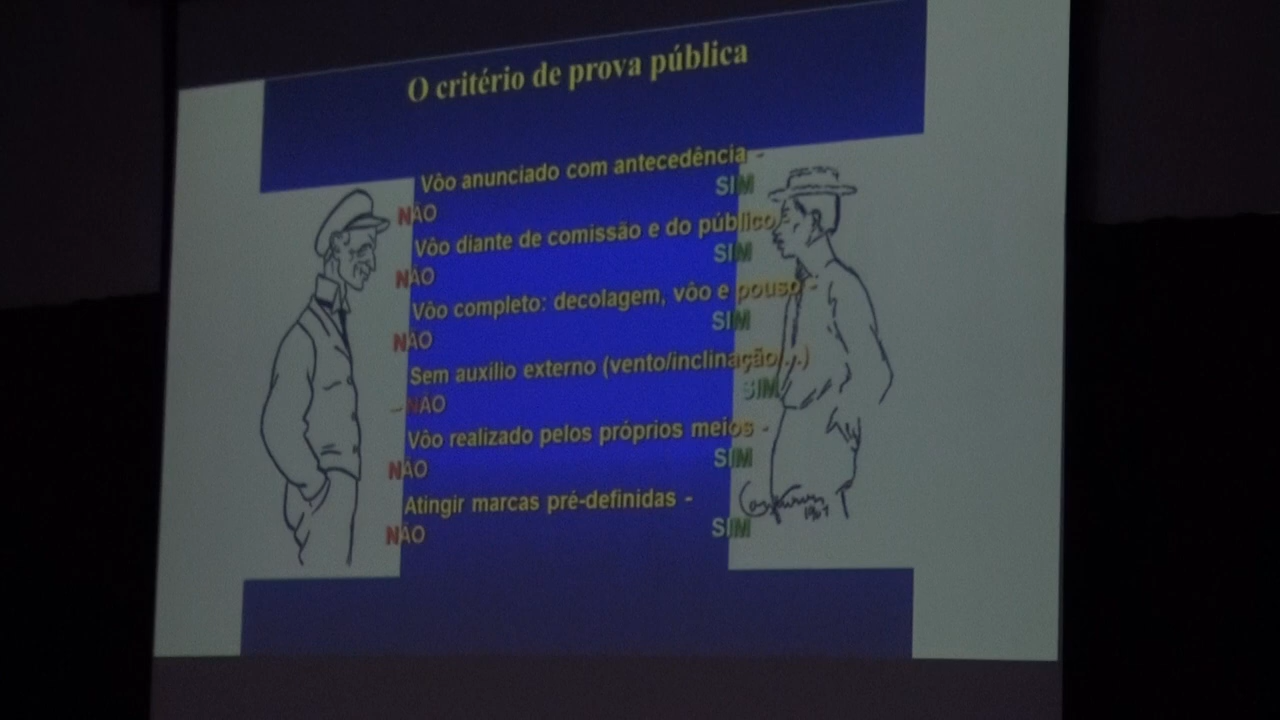 O critério de prova pública
Vôo anunciado com antecedência -
SIM
NÃO
Vôo diante de comissão e do público -
SIM
NÃO
Vôo completo: decolagem, vôo e pouso -
SIM
NÃO
Sem auxílio externo (vento/inclinação...)
SIM
– NÃO
Vôo realizado pelos próprios meios -
SIM
NÃO
Atingir marcas pré-definidas -
SIM
NÃO